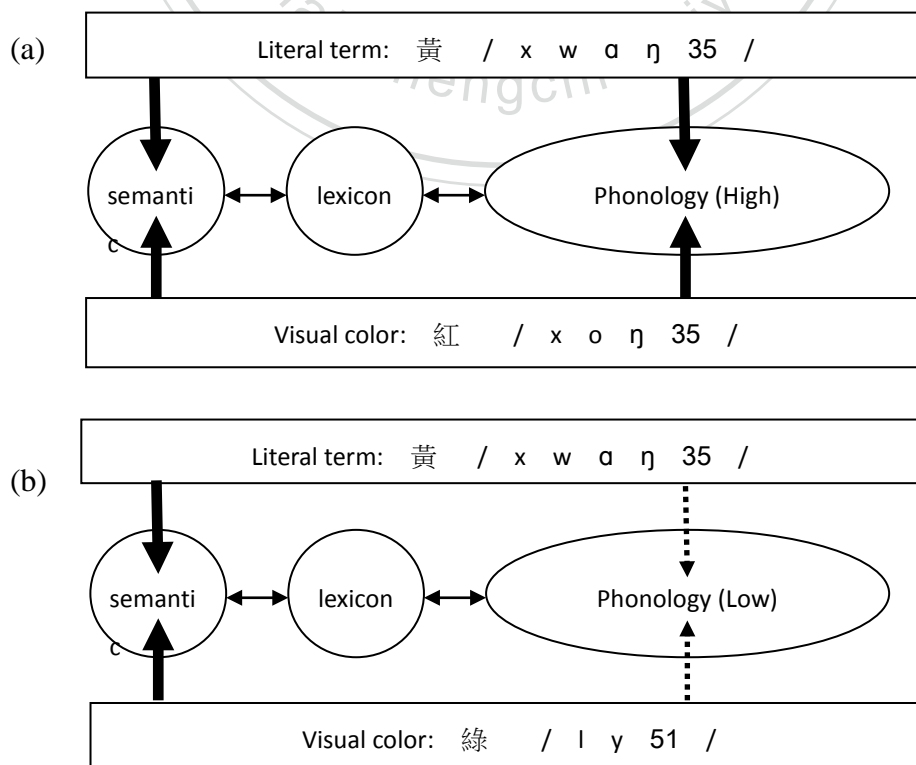 (a)
Literal term: 黃 / x w ɑ ŋ 35 /
semanti
c
lexicon
Phonology (High)
Visual color: 紅 / x o ŋ 35 /
(b)
Literal term: 黃 / x w ɑ ŋ 35 /
semanti
c
lexicon
Phonology (Low)
Visual color: 綠 / l y 51 /